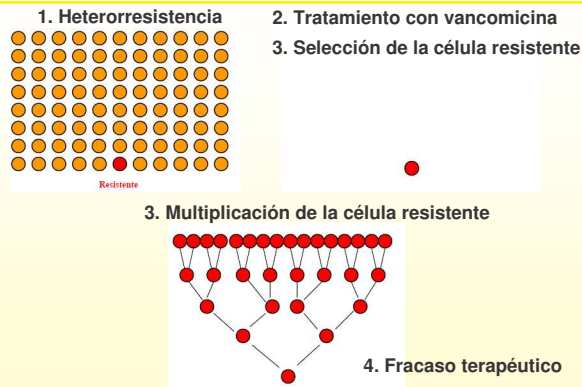 1. Heterorresistencia
2. Tratamiento con vancomicina
3. Selección de la célula resistente
Resistente
3. Multiplicación de la célula resistente
4. Fracaso terapéutico